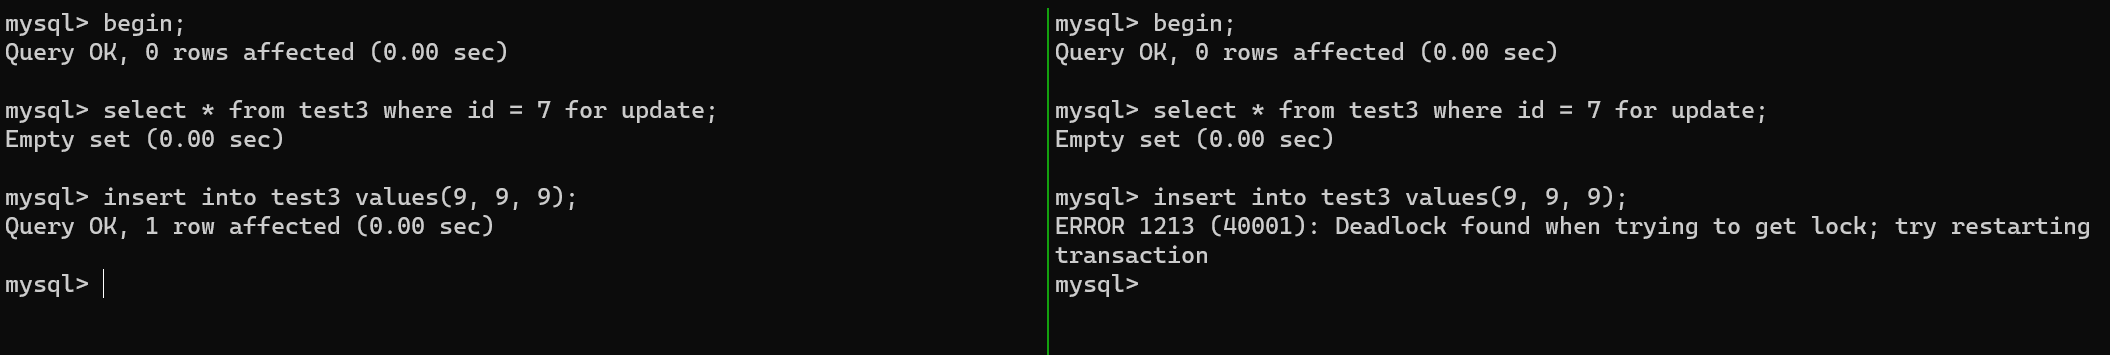 mysql> begin;
Query OK, 0 rows affected (0.00 sec)
mysql> select * from test3 where id = 7 for update;
Empty set (0.00 sec)
mysql> insert into test3 values(9, 9, 9);
Query OK, 1 row affected (0.00 sec)
mysql>
mysql> begin;
Query OK, 0 rows affected (0.00 sec)
mysql> select * from test3 where id = 7 for update;
Empty set (0.00 sec)
mysql> insert into test3 values(9, 9, 9);
ERROR 1213 (40001): Deadlock found when trying to get lock; try restarting
transaction
mysql>